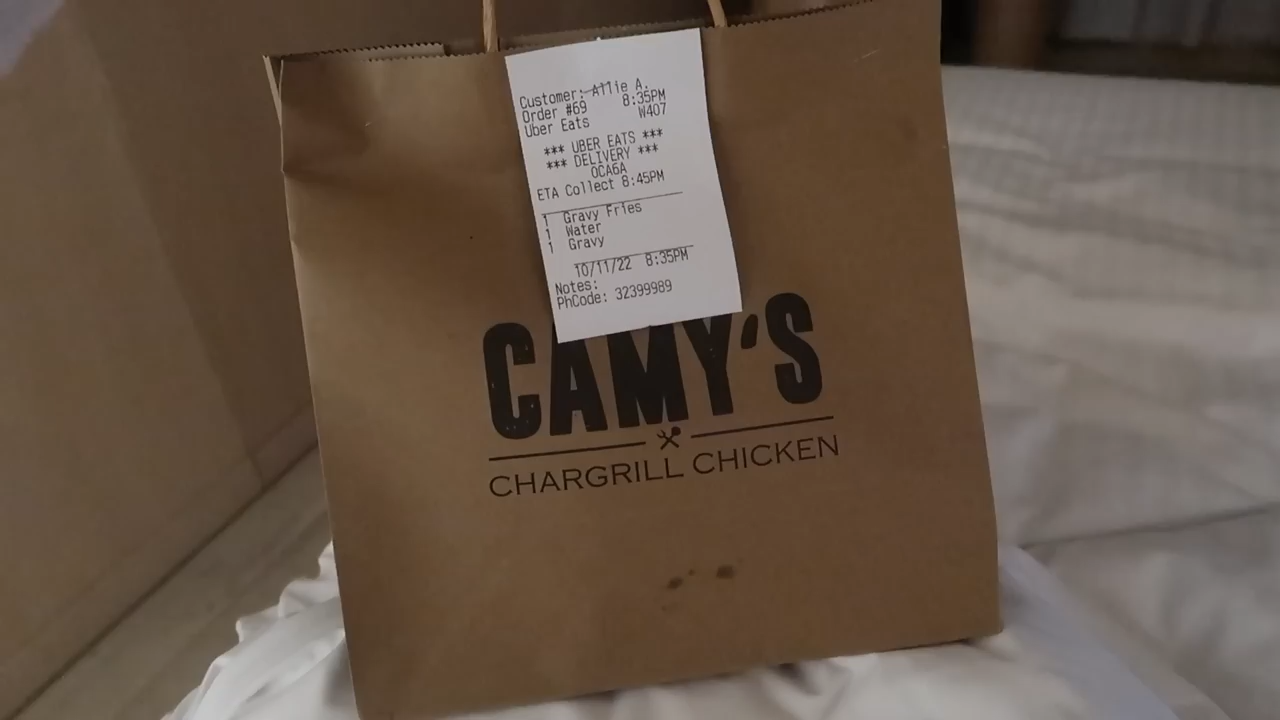 Customer: Allie A.
Order #69 8:35PM
Uber Eats W407
*** UBER EATS ***
*** DELIVERY ***
0CA6A
ETA Collect 8:45PM
1 Gravy Fries
1 Water
1 Gravy
10/11/22 8:35PM
Notes:
PhCode: 32399989
CAMY'S
CHARGRILL CHICKEN